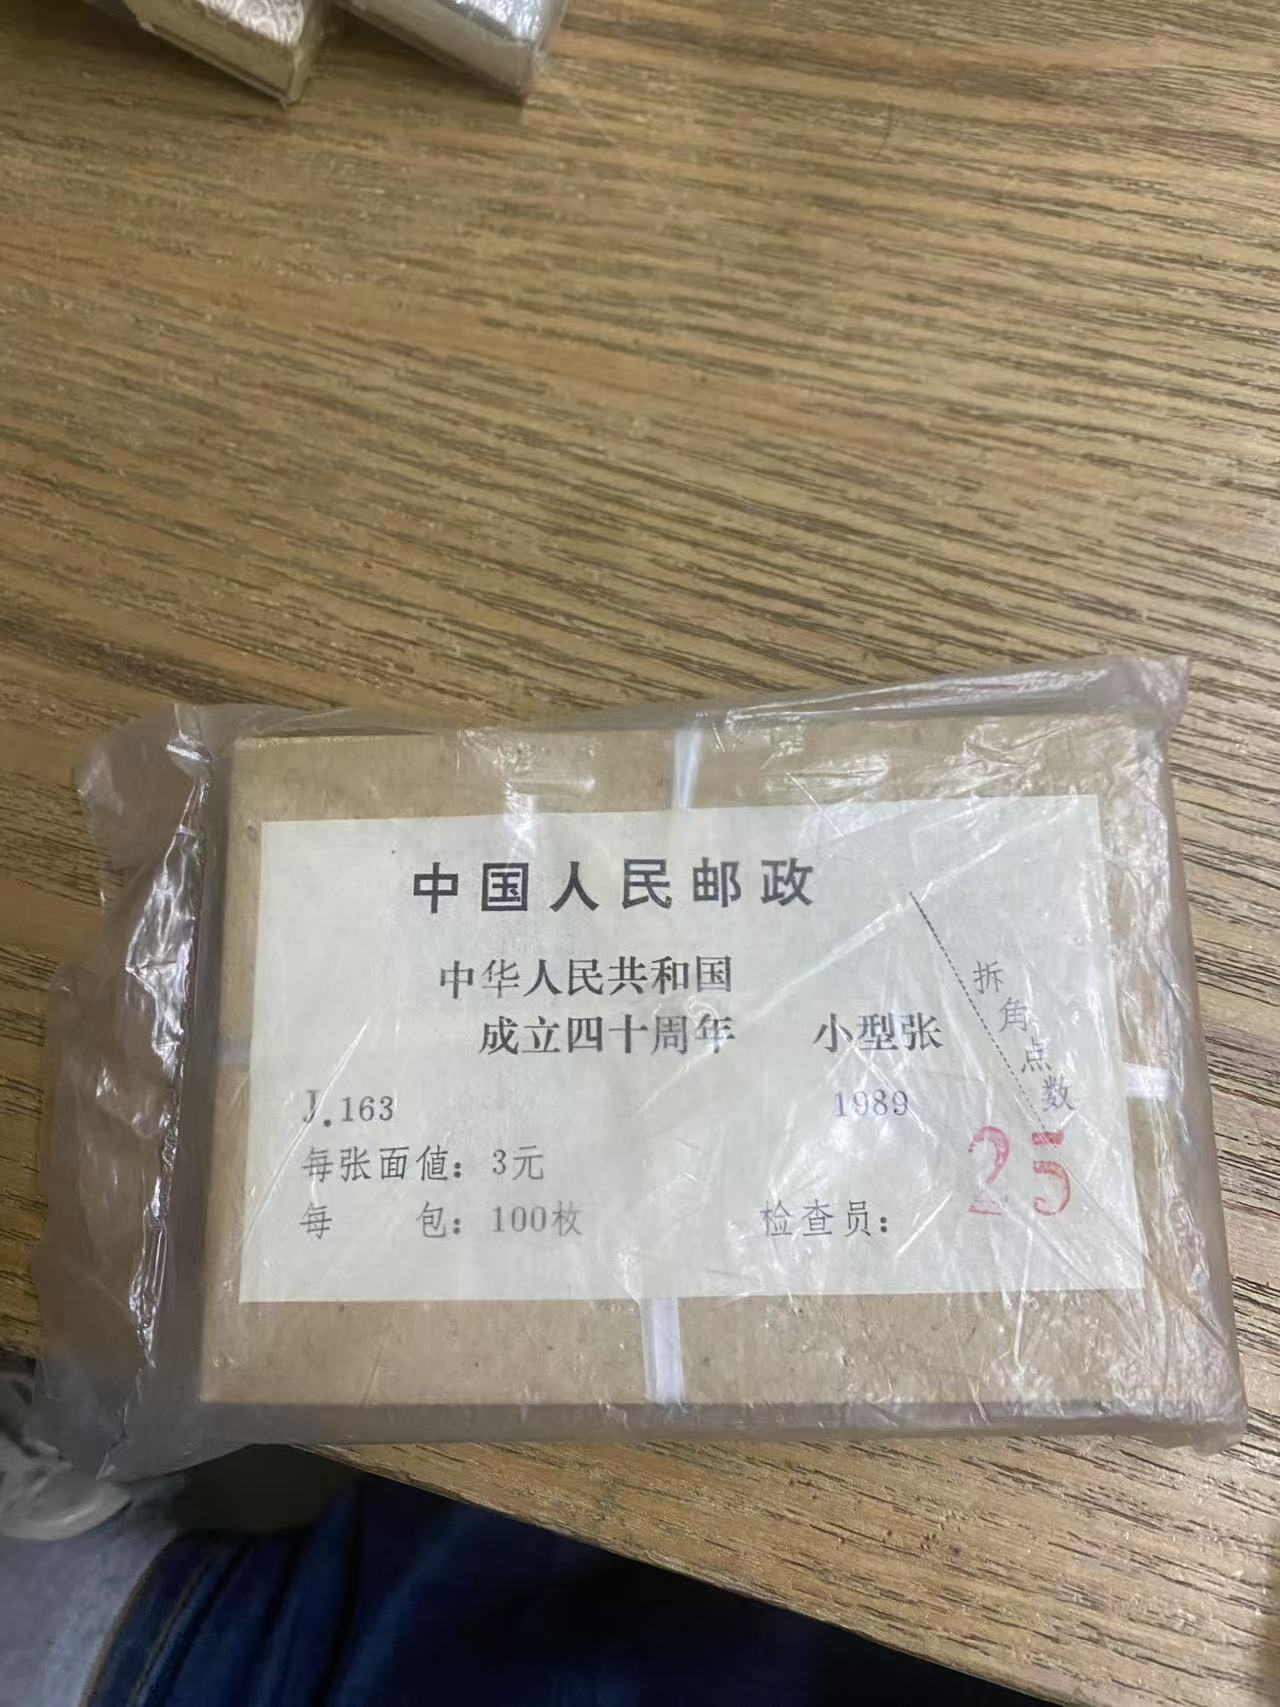 中国人民邮政
中华人民共和国
成立四十周年 小型张
拆角点数
J.163 1989
每张面值：3元
每 包：100枚 检查员：
25